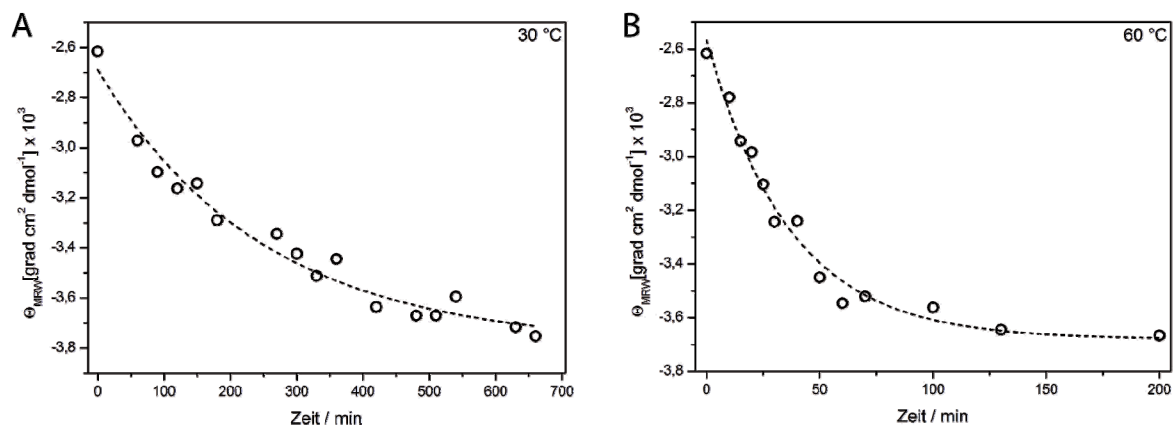 A
30 °C
-2,6
-2,8
-3,0
-3,2
-3,4
-3,6
-3,8
ΘMRW[grad cm² dmol⁻¹] x 10³
0 100 200 300 400 500 600 700
Zeit / min
B
60 °C
-2,6
-2,8
-3,0
-3,2
-3,4
-3,6
-3,8
ΘMRW[grad cm² dmol⁻¹] x 10³
0 50 100 150 200
Zeit / min